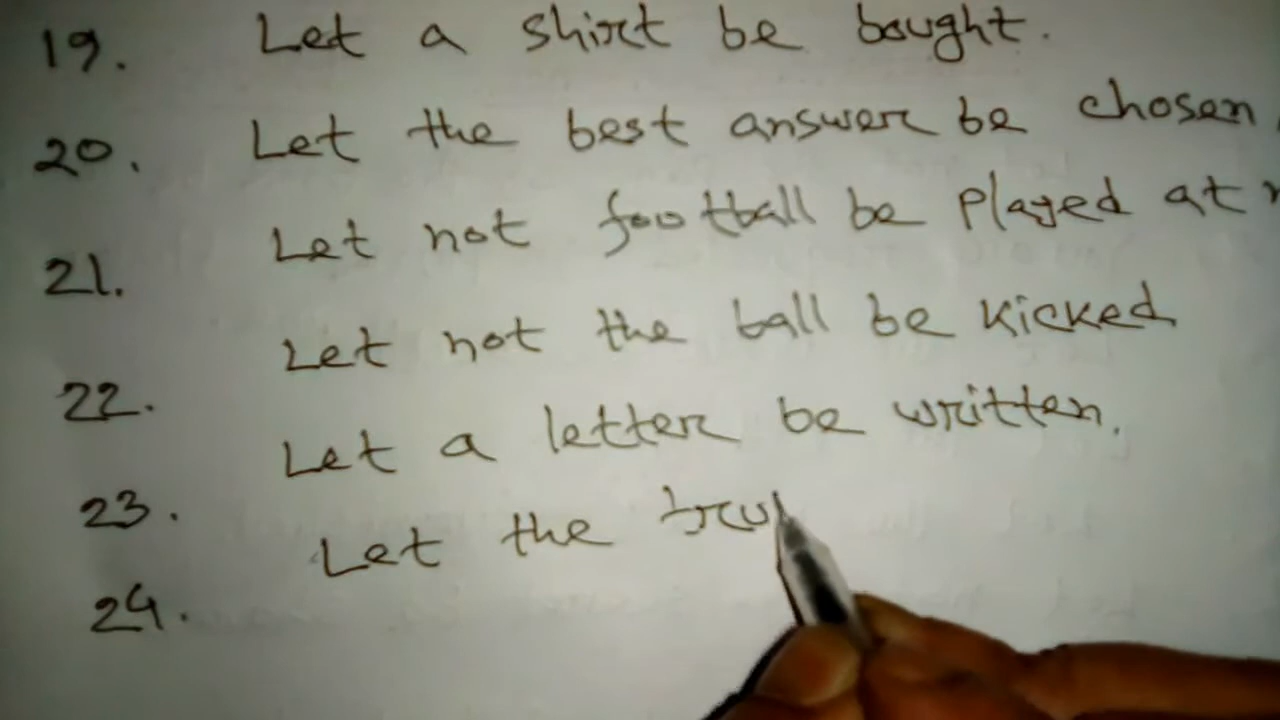 19. Let a shirt be bought.
20. Let the best answer be chosen.
21. Let not football be played at
22. Let not the ball be kicked
23. Let a letter be written.
24. Let the